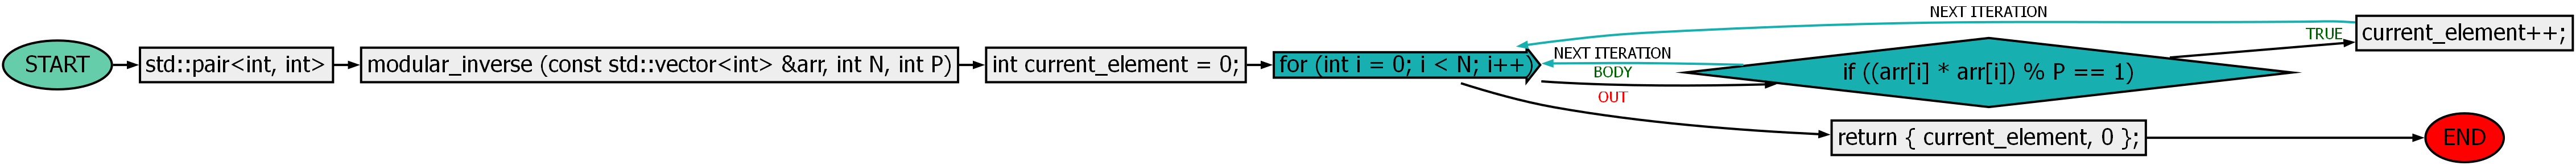 START
std::pair<int, int>
modular_inverse (const std::vector<int> &arr, int N, int P)
int current_element = 0;
for (int i = 0; i < N; i++)
NEXT ITERATION
NEXT ITERATION
BODY
OUT
if ((arr[i] * arr[i]) % P == 1)
TRUE
current_element++;
return { current_element, 0 };
END